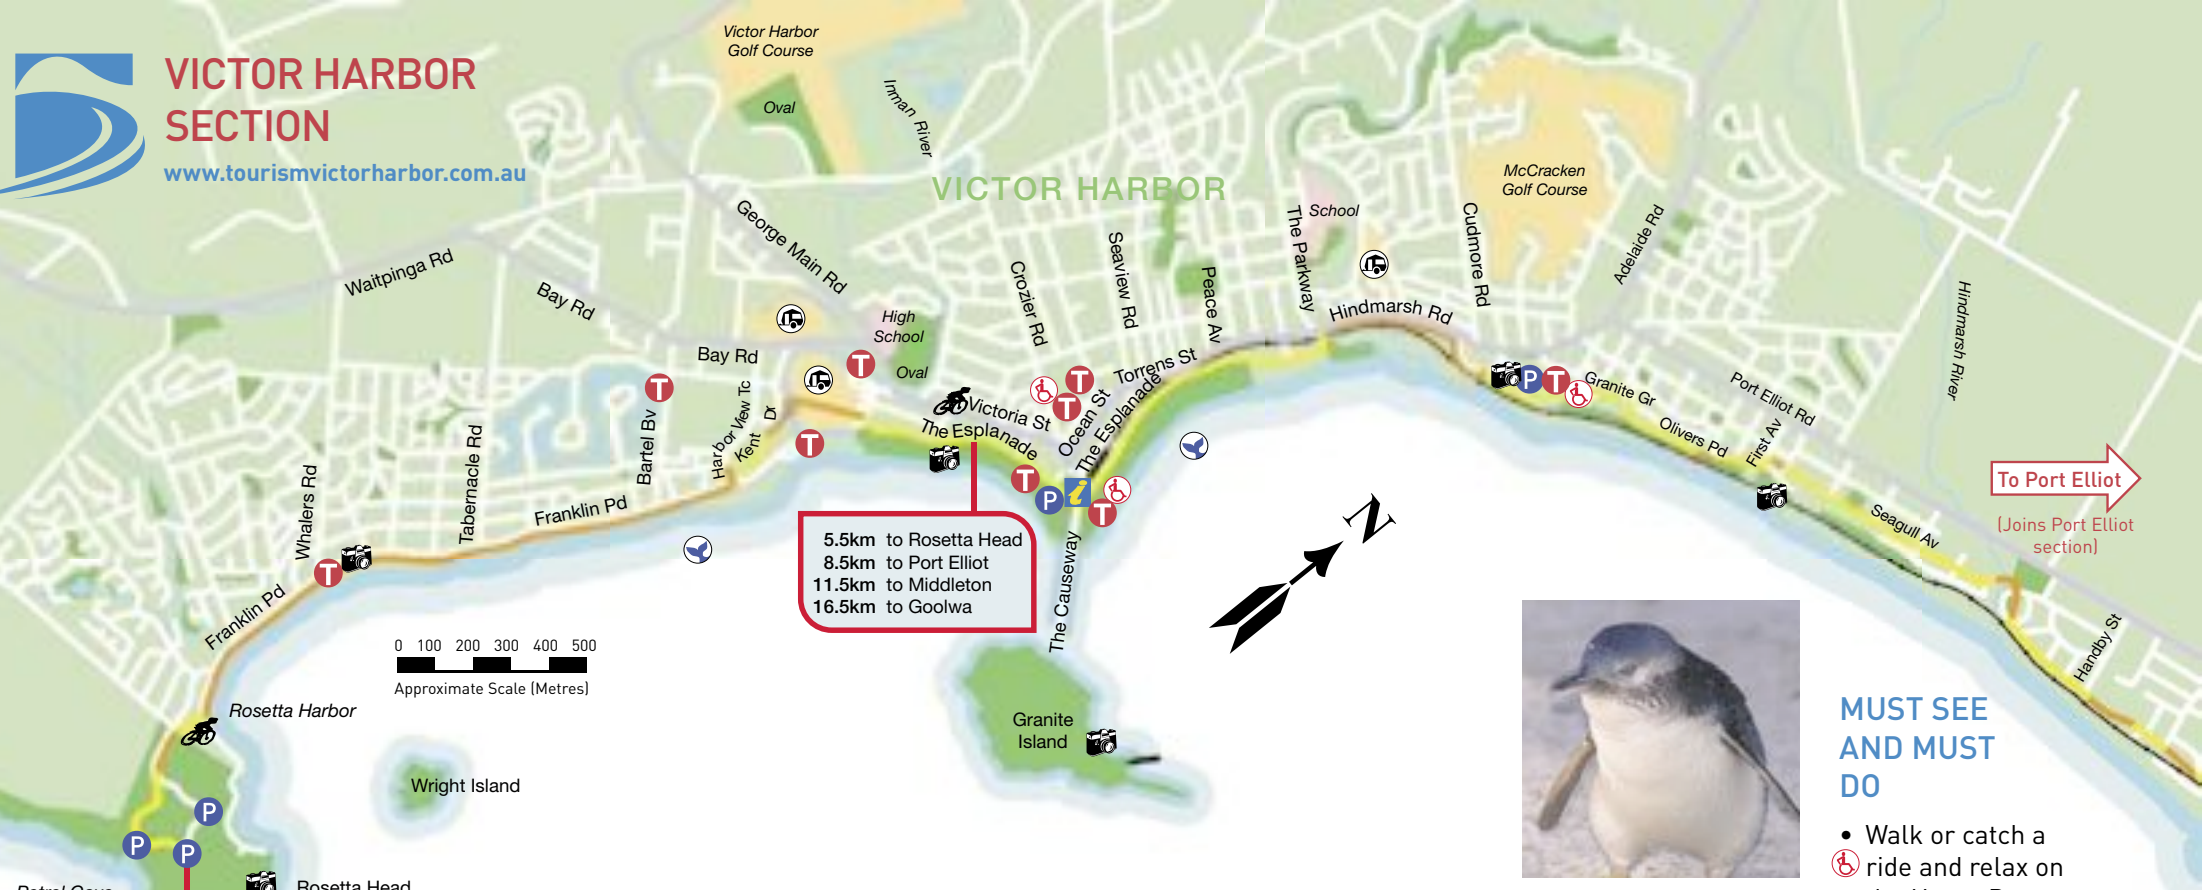 VICTOR HARBOR
SECTION
www.tourismvictorharbor.com.au
Victor Harbor
Golf Course
Oval
Inman River
VICTOR HARBOR
McCracken
Golf Course
School
George Main Rd
Waitpinga Rd
Bay Rd
Crozier Rd
Seaview Rd
Peace Av
The Parkway
Cudmore Rd
Adelaide Rd
Hindmarsh River
Hindmarsh Rd
High
School
Oval
Bay Rd
Torrens St
Harbor View Tc
Kent Dr
Bartel Bv
Tabernacle Rd
Whalers Rd
Franklin Pd
Franklin Pd
Victoria St
The Esplanade
Ocean St
The Esplanade
Granite Gr
Port Elliot Rd
Olivers Pd
First Av
Seagull Av
Handby St
To Port Elliot
(Joins Port Elliot
section)
T
T
T
T
T
T
T
T
T
P
P
P
P
P
i
5.5km to Rosetta Head
8.5km to Port Elliot
11.5km to Middleton
16.5km to Goolwa
The Causeway
N
0 100 200 300 400 500
Approximate Scale (Metres)
Rosetta Harbor
Wright Island
Granite
Island
Rosetta Head
MUST SEE
AND MUST
DO
• Walk or catch a
ride and relax on